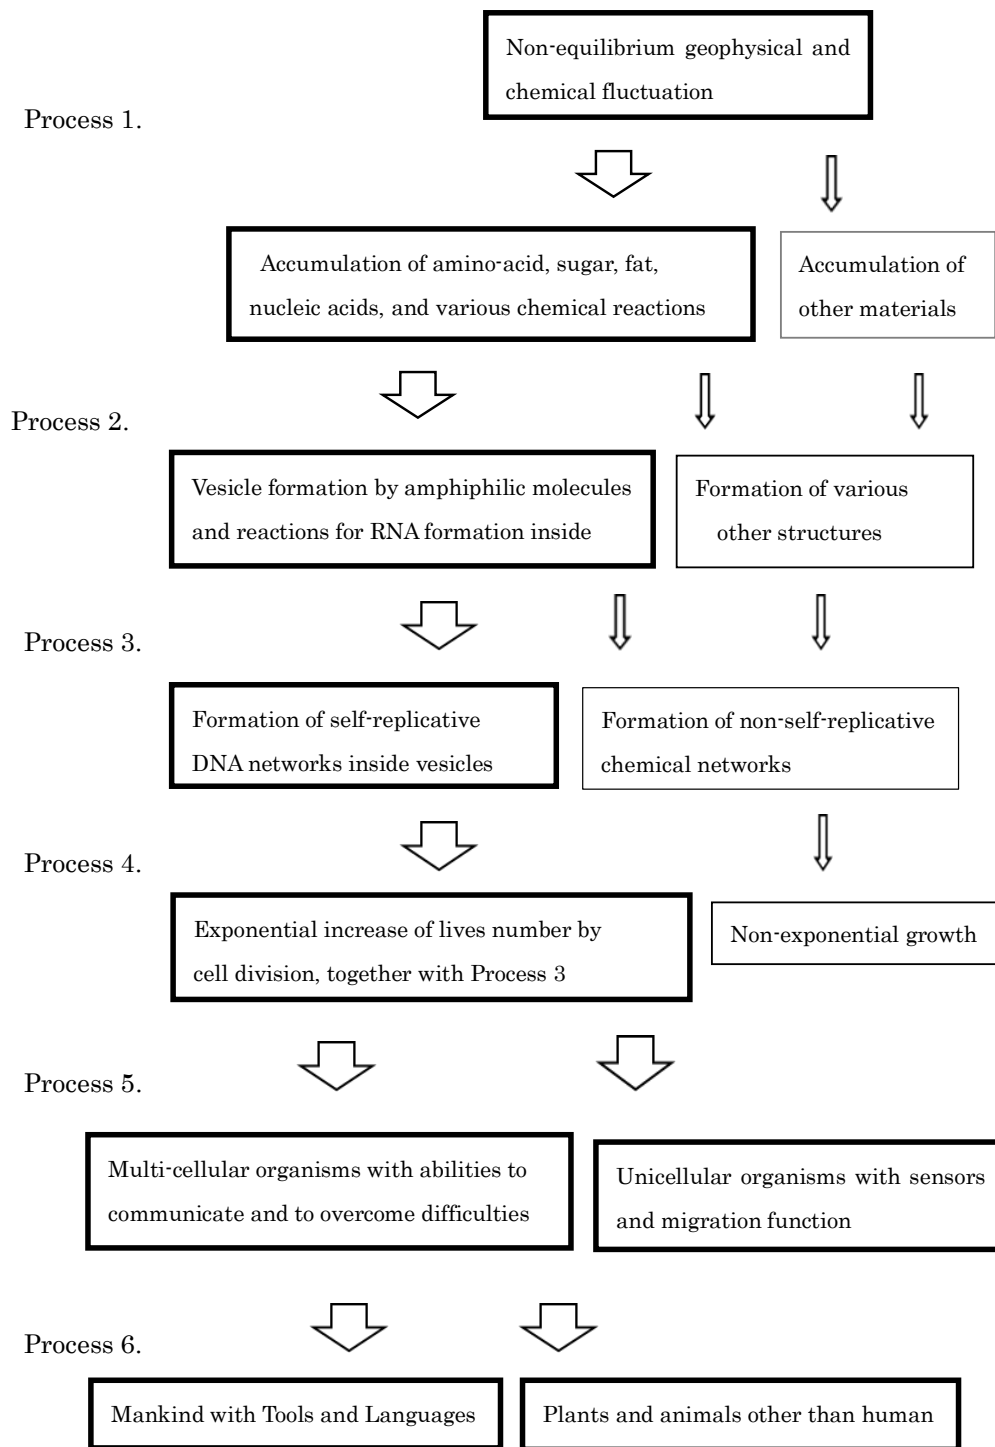 Non-equilibrium geophysical and
chemical fluctuation
Process 1.
Accumulation of amino-acid, sugar, fat,
nucleic acids, and various chemical reactions
Accumulation of
other materials
Process 2.
Vesicle formation by amphiphilic molecules
and reactions for RNA formation inside
Formation of various
other structures
Process 3.
Formation of self-replicative
DNA networks inside vesicles
Formation of non-self-replicative
chemical networks
Process 4.
Exponential increase of lives number by
cell division, together with Process 3
Non-exponential growth
Process 5.
Multi-cellular organisms with abilities to
communicate and to overcome difficulties
Unicellular organisms with sensors
and migration function
Process 6.
Mankind with Tools and Languages
Plants and animals other than human